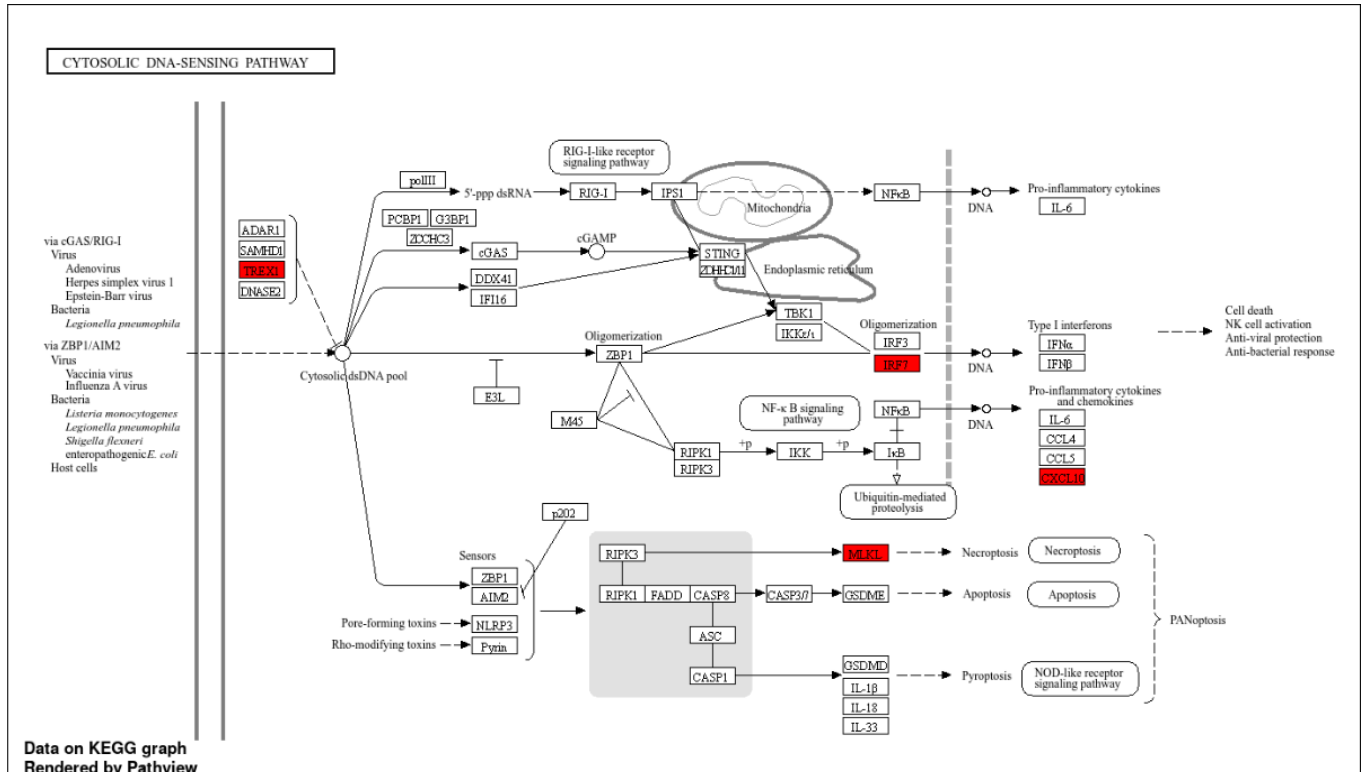 CYTOSOLIC DNA-SENSING PATHWAY
via cGAS/RIG-I
Virus
Adenovirus
Herpes simplex virus 1
Epstein-Barr virus
Bacteria
Legionella pneumophila
via ZBP1/AIM2
Virus
Vaccinia virus
Influenza A virus
Bacteria
Listeria monocytogenes
Legionella pneumophila
Shigella flexneri
enteropathogenic E. coli
Host cells
ADAR1
SAMHD1
TREX1
DNASE2
Cytosolic dsDNA pool
polIII
5'-ppp dsRNA
RIG-I-like receptor
signaling pathway
RIG-I
IPS1
Mitochondria
NFκB
DNA
Pro-inflammatory cytokines
IL-6
PCBP1
G3BP1
ZCCHC3
cGAS
cGAMP
STING
ZDHHC1/11
Endoplasmic reticulum
DDX41
IFI16
TBK1
IKKε/ι
Oligomerization
ZBP1
E3L
Oligomerization
IRF3
IRF7
DNA
Type I interferons
IFNα
IFNβ
Cell death
NK cell activation
Anti-viral protection
Anti-bacterial response
M45
RIPK1
RIPK3
+p
IKK
+p
IκB
NF-κ B signaling
pathway
NFκB
DNA
Pro-inflammatory cytokines
and chemokines
IL-6
CCL4
CCL5
CXCL10
Ubiquitin-mediated
proteolysis
p202
Sensors
ZBP1
AIM2
Pore-forming toxins
NLRP3
Rho-modifying toxins
Pyrin
RIPK3
RIPK1
FADD
CASP8
ASC
CASP1
CASP3/7
MLKL
Necroptosis
Necroptosis
GSDME
Apoptosis
Apoptosis
GSDMD
IL-1β
IL-18
IL-33
Pyroptosis
NOD-like receptor
signaling pathway
PANoptosis
Data on KEGG graph
Rendered by Pathview